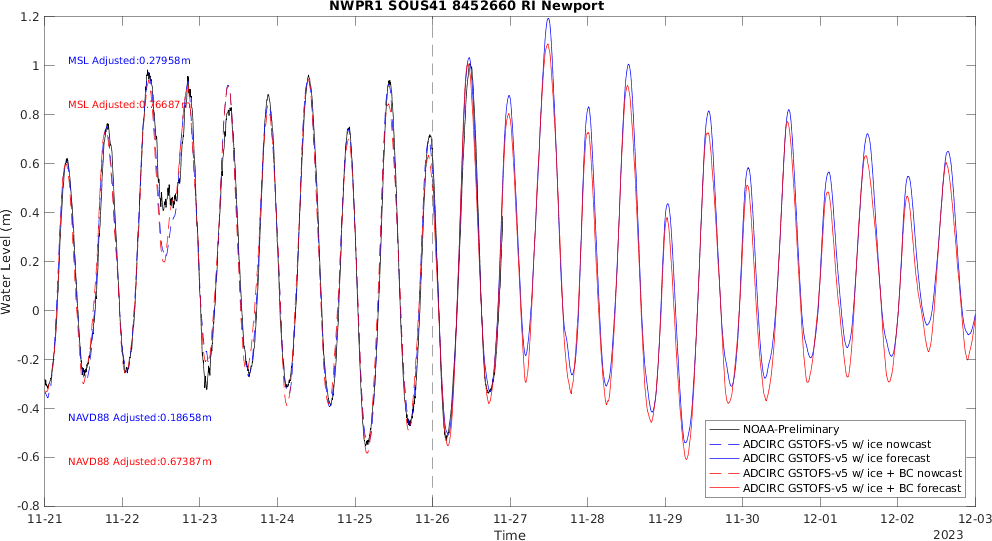 NWPR1 SOUS41 8452660 RI Newport
1.2
1
0.8
0.6
0.4
0.2
0
-0.2
-0.4
-0.6
-0.8
Water Level (m)
MSL Adjusted:0.27958m
MSL Adjusted:0.76687m
NAVD88 Adjusted:0.18658m
NAVD88 Adjusted:0.67387m
NOAA-Preliminary
ADCIRC GSTOFS-v5 w/ ice nowcast
ADCIRC GSTOFS-v5 w/ ice forecast
ADCIRC GSTOFS-v5 w/ ice + BC nowcast
ADCIRC GSTOFS-v5 w/ ice + BC forecast
11-21 11-22 11-23 11-24 11-25 11-26 11-27 11-28 11-29 11-30 12-01 12-02 12-03
Time
2023